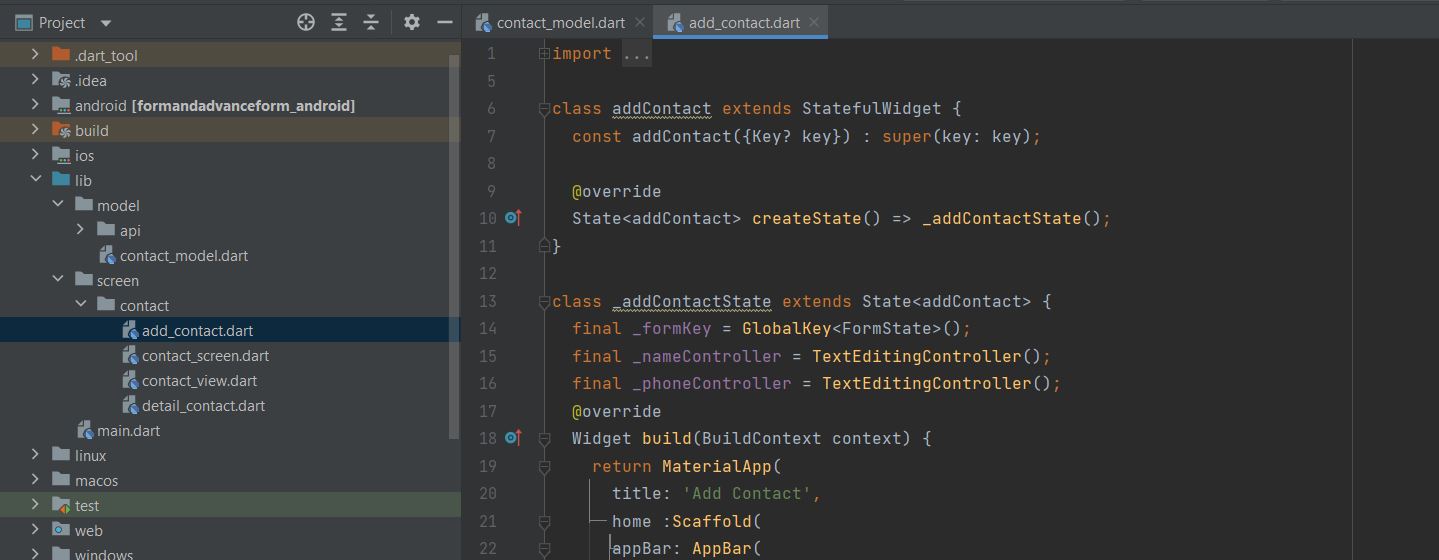 Project
.dart_tool
.idea
android [formandadvanceform_android]
build
ios
lib
model
api
contact_model.dart
screen
contact
add_contact.dart
contact_screen.dart
contact_view.dart
detail_contact.dart
main.dart
linux
macos
test
web
windows
contact_model.dart
add_contact.dart
1 import ...
5
6 class addContact extends StatefulWidget {
7 const addContact({Key? key}) : super(key: key);
8
9 @override
10 State<addContact> createState() => _addContactState();
11 }
12
13 class _addContactState extends State<addContact> {
14 final _formKey = GlobalKey<FormState>();
15 final _nameController = TextEditingController();
16 final _phoneController = TextEditingController();
17 @override
18 Widget build(BuildContext context) {
19 return MaterialApp(
20 title: 'Add Contact',
21 home :Scaffold(
22 appBar: AppBar(